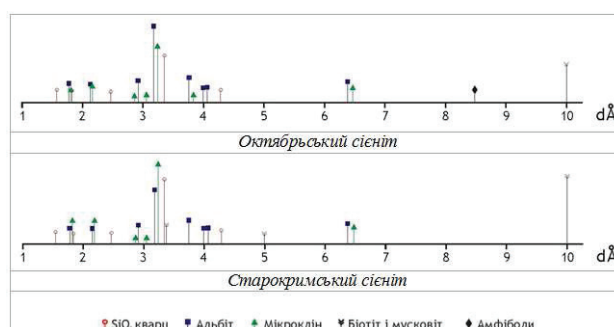 1 2 3 4 5 6 7 8 9 10 dÅ
Октябрьський сієніт
1 2 3 4 5 6 7 8 9 10 dÅ
Старокримський сієніт
SiO₂ кварц Альбіт Мікроклін Біотіт і мусковіт Амфіболи